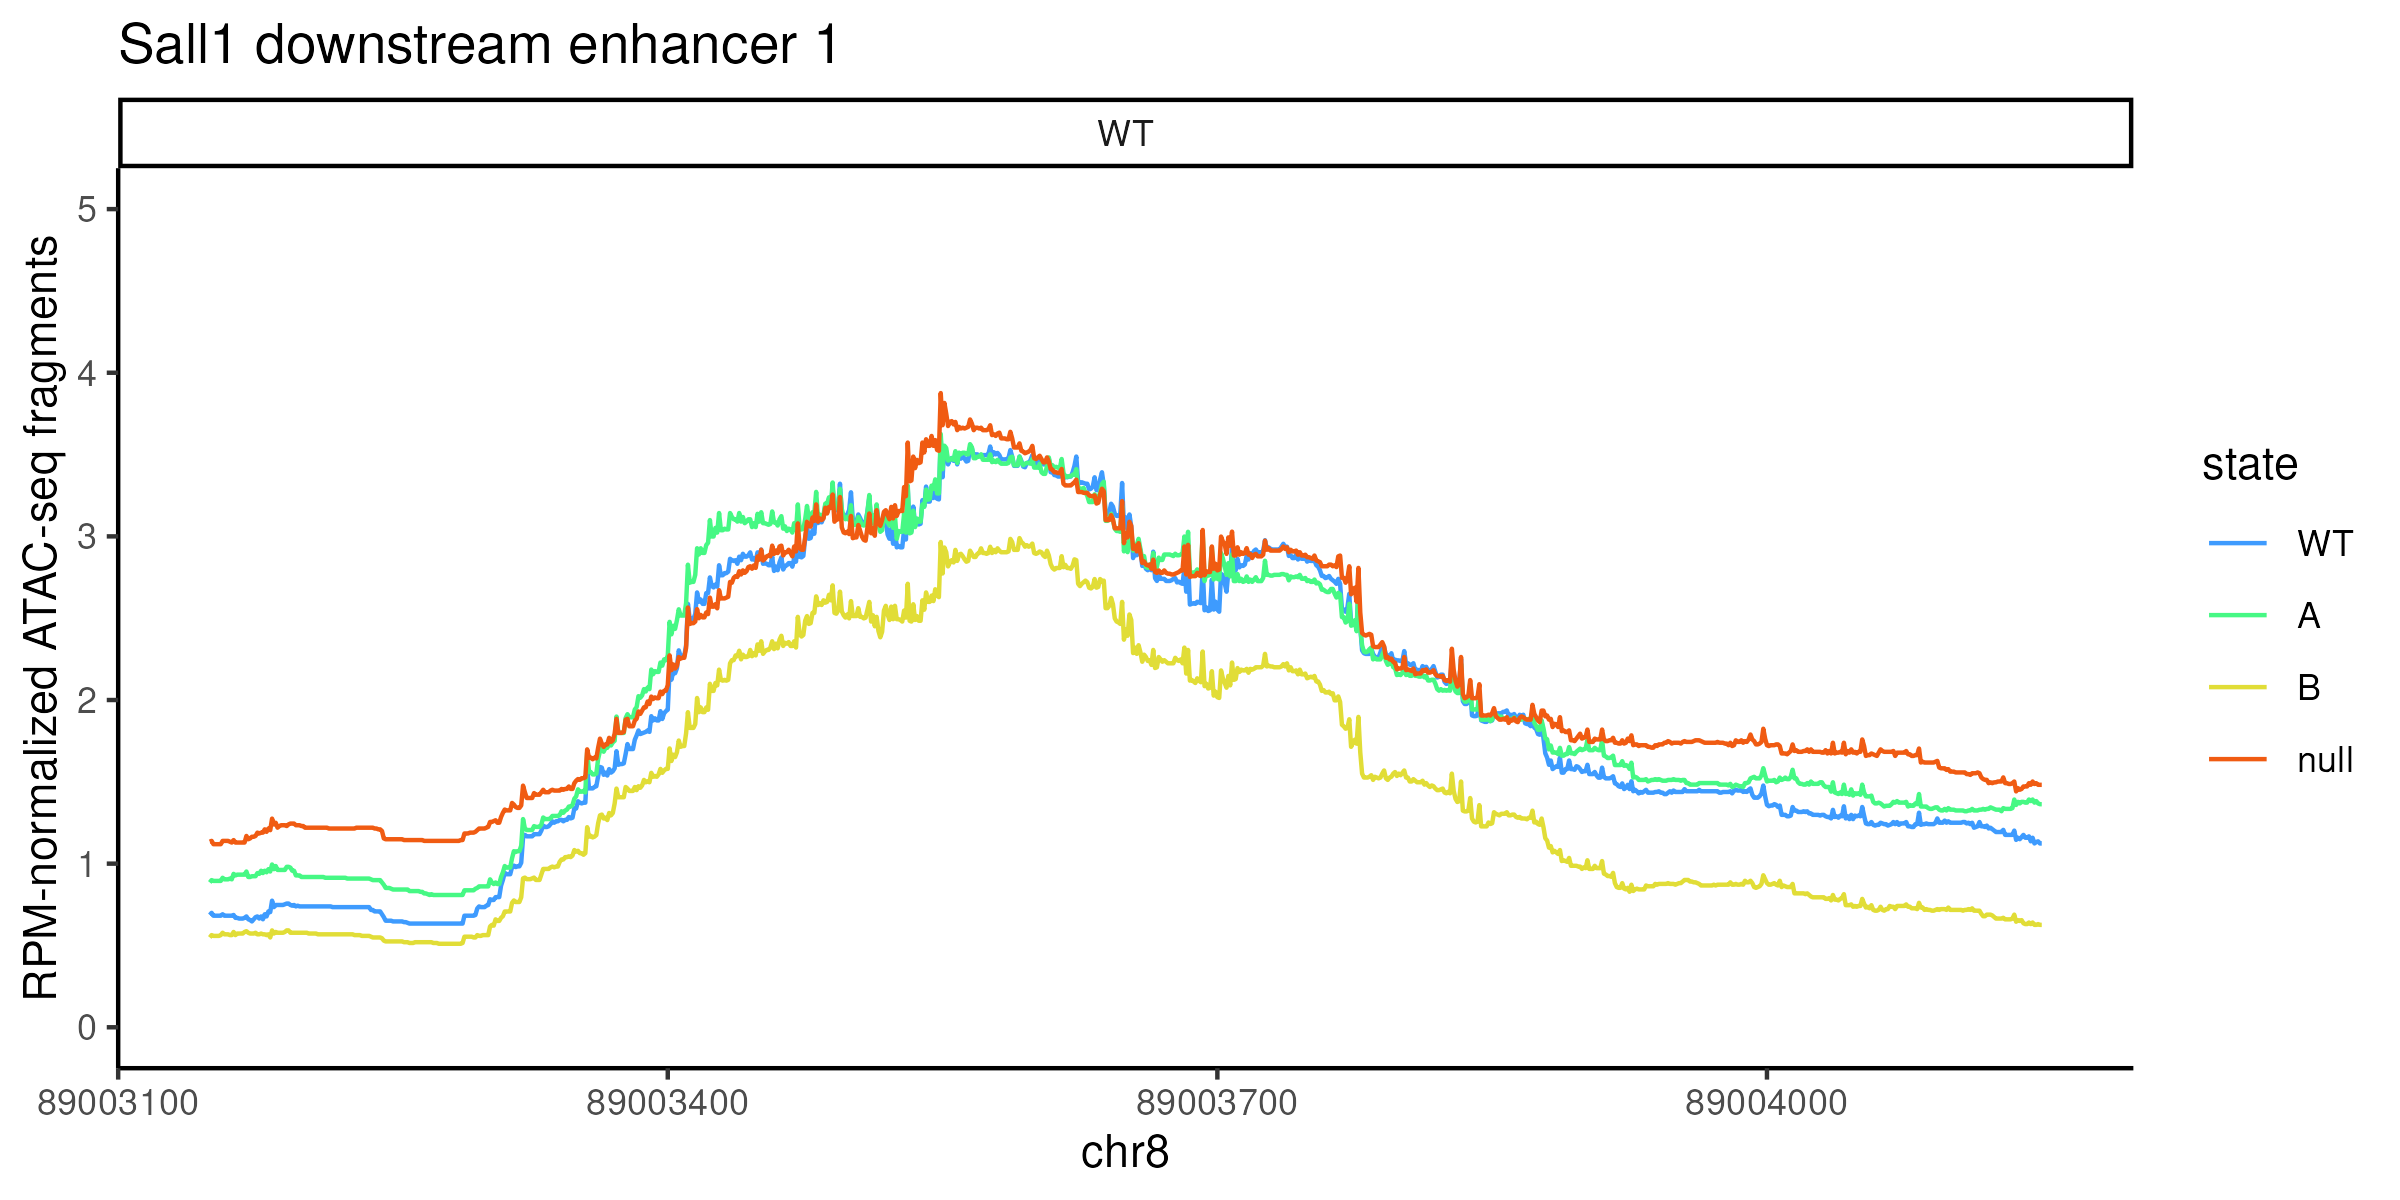 Sall1 downstream enhancer 1
WT
RPM-normalized ATAC-seq fragments
5
4
3
2
1
0
89003100
89003400
89003700
89004000
chr8
state
WT
A
B
null